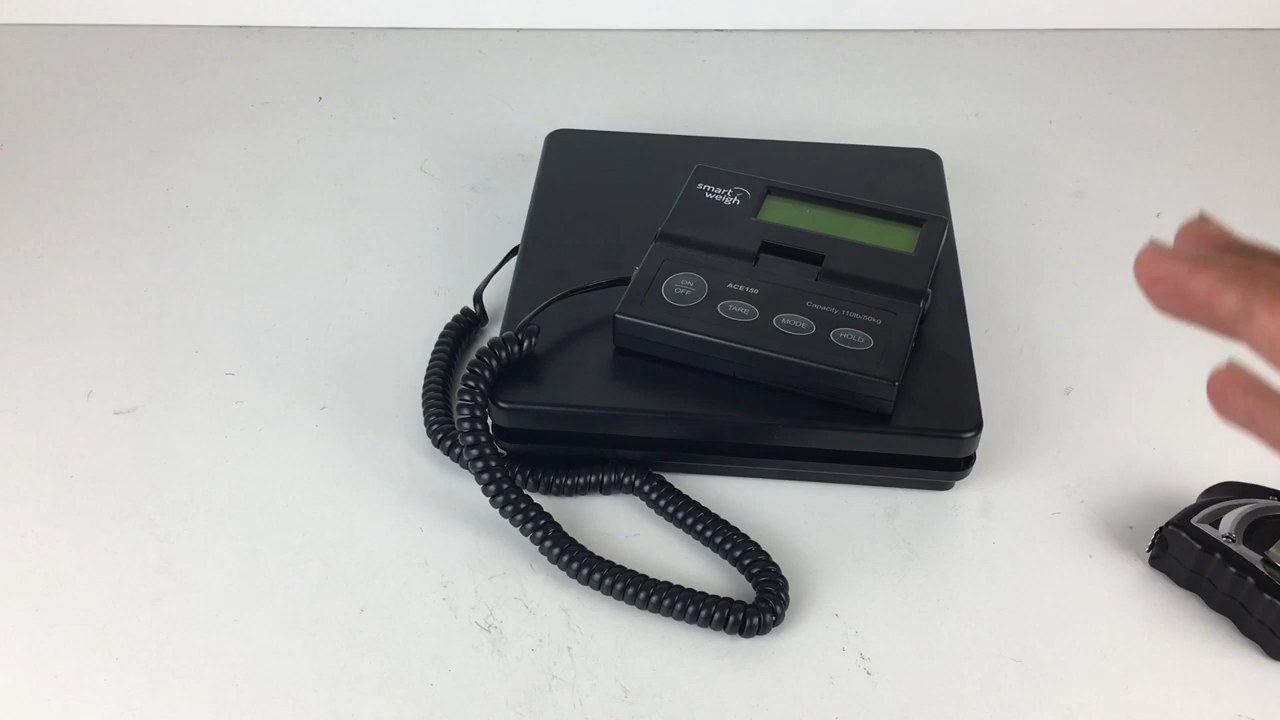 smart
weigh
ON
OFF
ACE150
Capacity:110lb/50kg
TARE
MODE
HOLD